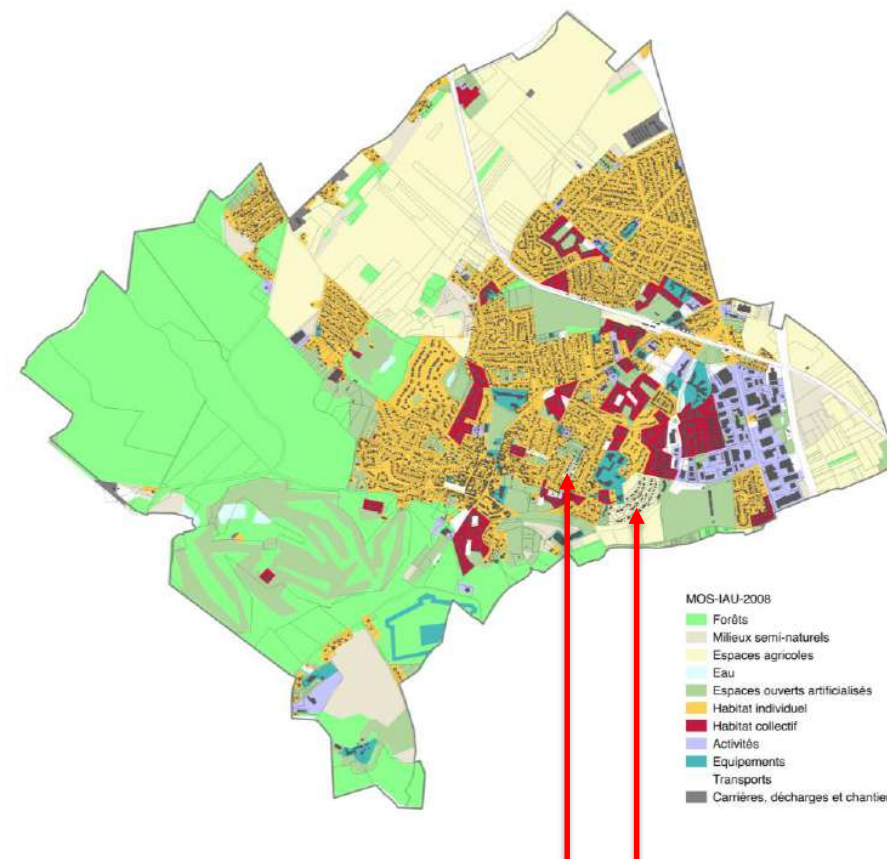 MOS-IAU-2008
Forêts
Milieux semi-naturels
Espaces agricoles
Eau
Espaces ouverts artificialisés
Habitat individuel
Habitat collectif
Activités
Equipements
Transports
Carrières, décharges et chantier